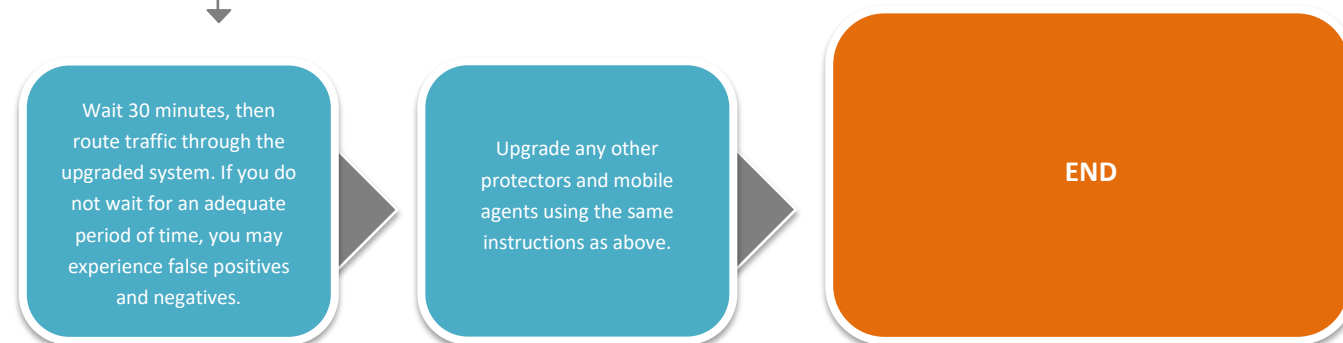 Wait 30 minutes, then
route traffic through the
upgraded system. If you do
not wait for an adequate
period of time, you may
experience false positives
and negatives.
Upgrade any other
protectors and mobile
agents using the same
instructions as above.
END